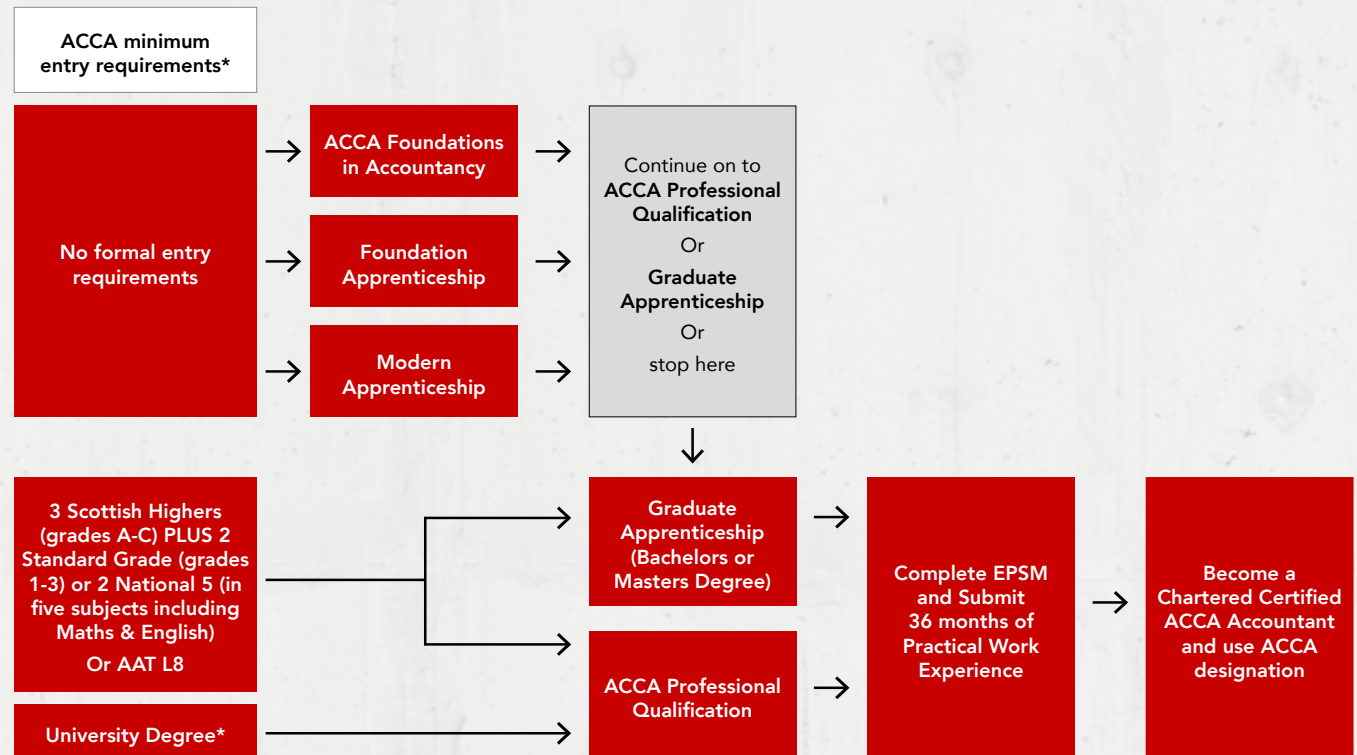 ACCA minimum
entry requirements*
No formal entry
requirements
ACCA Foundations
in Accountancy
Foundation
Apprenticeship
Modern
Apprenticeship
Continue on to
ACCA Professional
Qualification
Or
Graduate
Apprenticeship
Or
stop here
3 Scottish Highers
(grades A-C) PLUS 2
Standard Grade (grades
1-3) or 2 National 5 (in
five subjects including
Maths & English)
Or AAT L8
University Degree*
Graduate
Apprenticeship
(Bachelors or
Masters Degree)
ACCA Professional
Qualification
Complete EPSM
and Submit
36 months of
Practical Work
Experience
Become a
Chartered Certified
ACCA Accountant
and use ACCA
designation